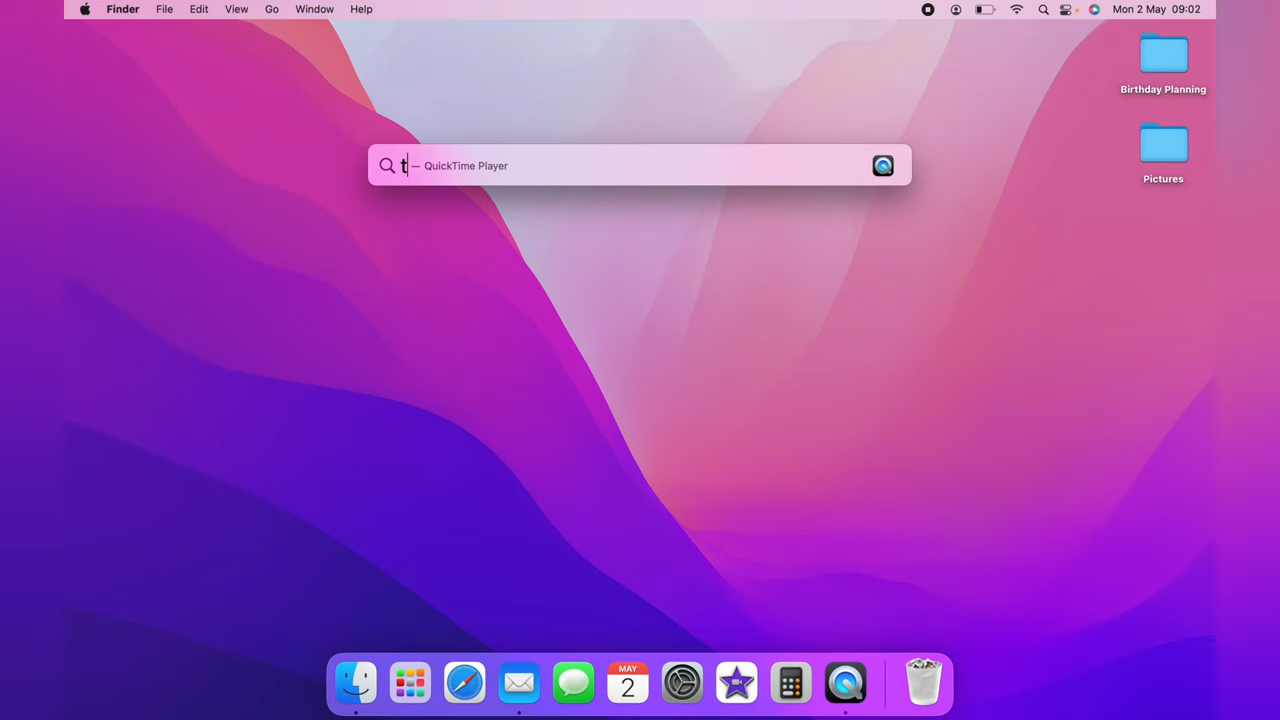 Finder File Edit View Go Window Help Mon 2 May 09:02
Birthday Planning
t — QuickTime Player
Pictures
MAY
2